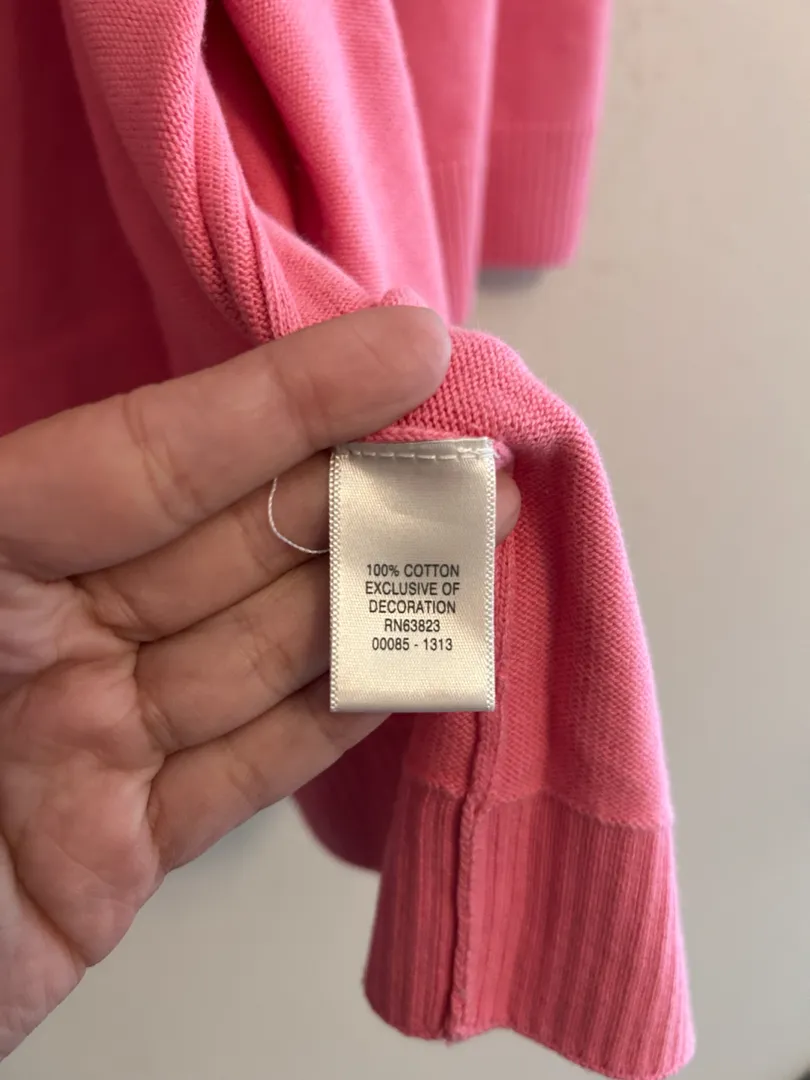 100% COTTON
EXCLUSIVE OF
DECORATION
RN63823
00085 - 1313